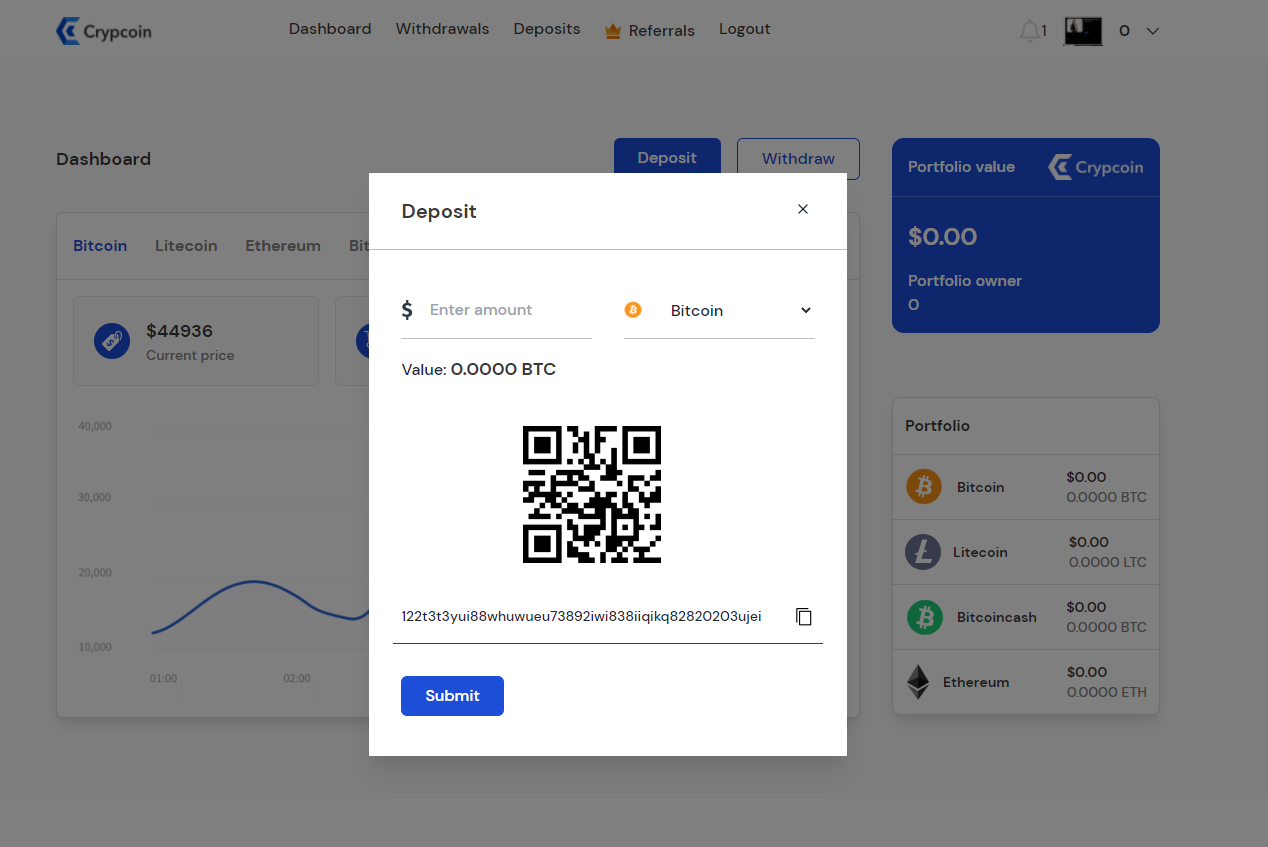 Crypcoin
Dashboard
Withdrawals
Deposits
Referrals
Logout
1
0
Dashboard
Deposit
Withdraw
Bitcoin
Litecoin
Ethereum
Bit
$44936
Current price
40,000
30,000
20,000
10,000
01:00
02:00
Deposit
$ Enter amount
Bitcoin
Value: 0.0000 BTC
122t3t3yui88whuwueu73892iwi838iiqikq82820203ujei
Submit
Portfolio value
Crypcoin
$0.00
Portfolio owner
0
Portfolio
Bitcoin
$0.00
0.0000 BTC
Litecoin
$0.00
0.0000 LTC
Bitcoincash
$0.00
0.0000 BTC
Ethereum
$0.00
0.0000 ETH